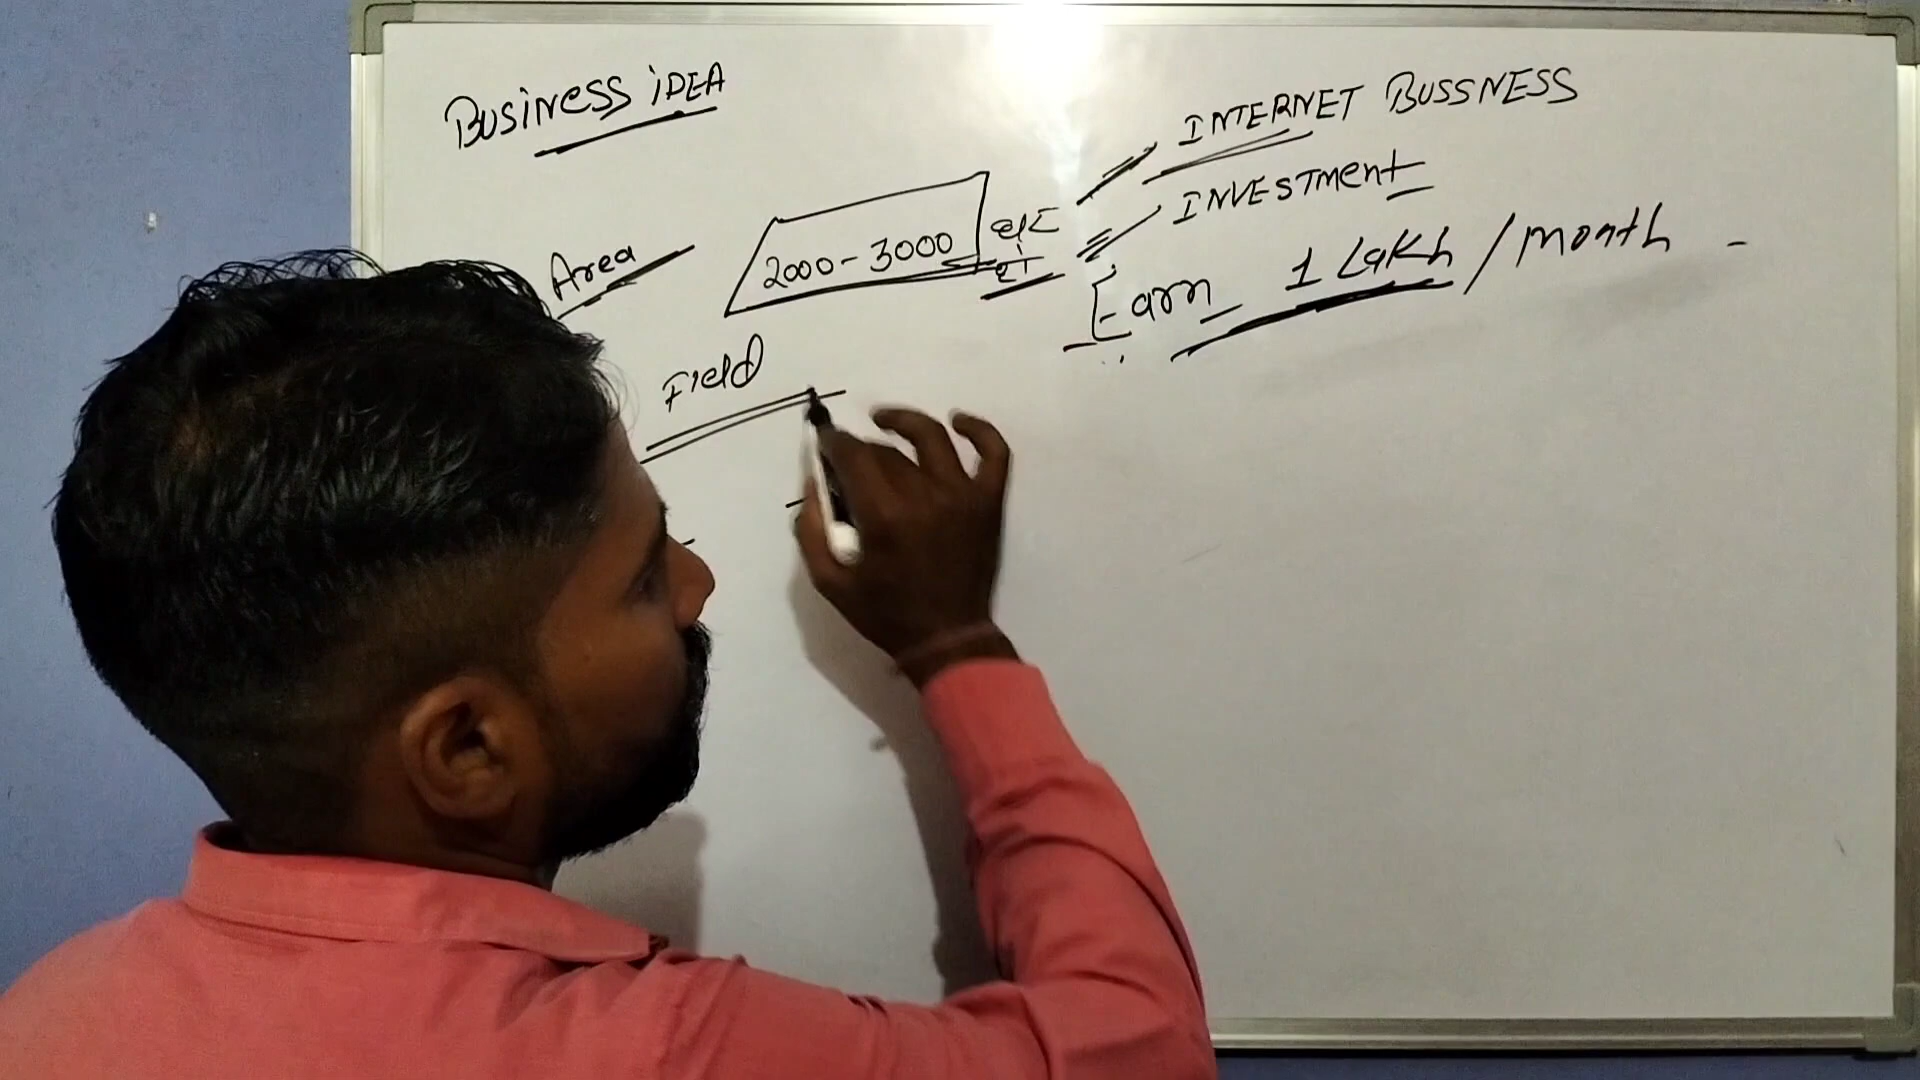 BUSiNeSS iDEA
INTERNET BUSSNESS
INVESTment
2000-3000
Area
Earn 1 Lakh / month -
Field